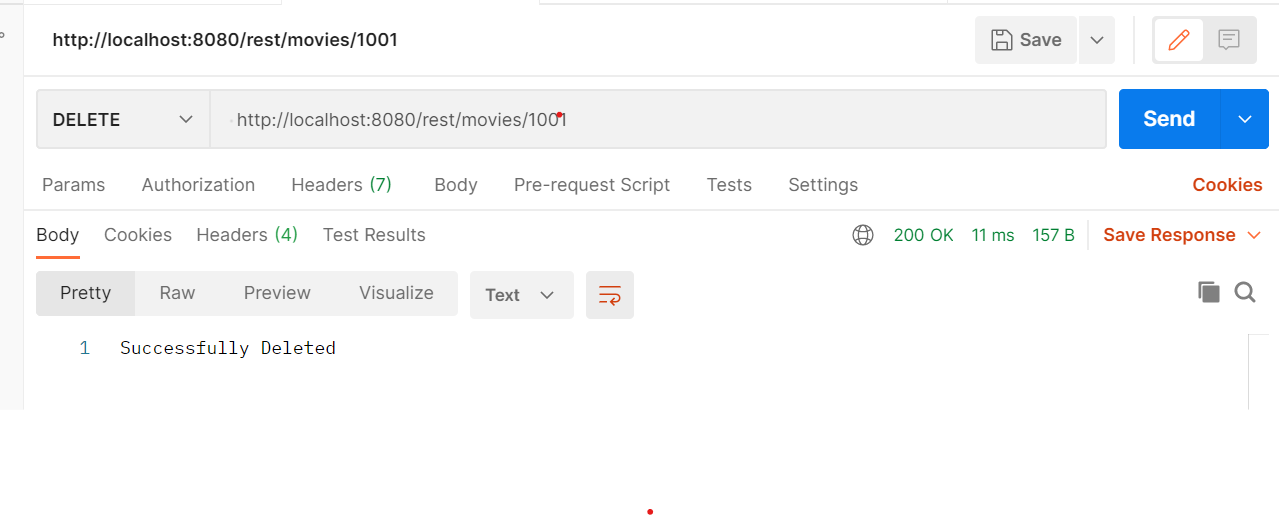 http://localhost:8080/rest/movies/1001 Save
DELETE http://localhost:8080/rest/movies/1001 Send
Params Authorization Headers (7) Body Pre-request Script Tests Settings Cookies
Body Cookies Headers (4) Test Results 200 OK 11 ms 157 B Save Response
Pretty Raw Preview Visualize Text
1 Successfully Deleted